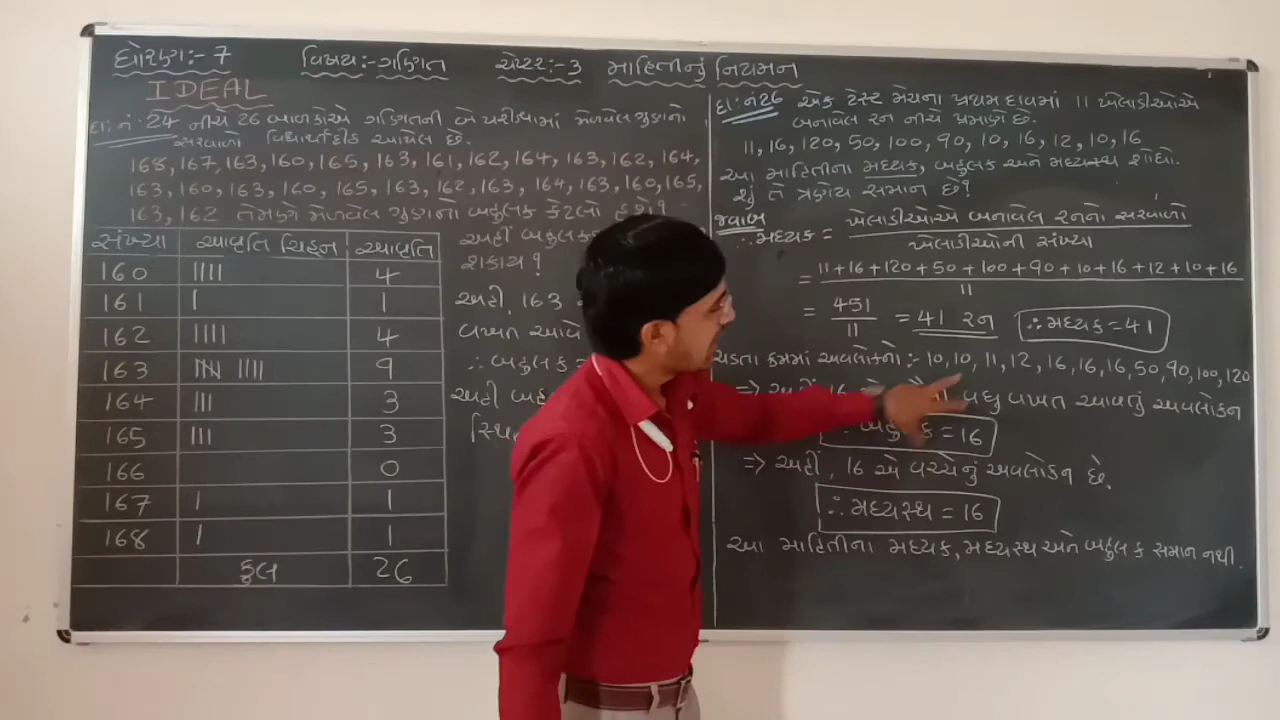 ધોરણ:- 7 વિષય:- ગણિત ચેપ્ટર:-3 માહિતીનું નિયમન
IDEAL
દા: નં:-24 નીચે 26 બાળકોએ ગણિતની બે પરીક્ષામાં મેળવેલ ગુણનો
સરવાળો વિદ્યાર્થીદીઠ આપેલ છે.
168, 167, 163, 160, 165, 163, 161, 162, 164, 163, 162, 164,
163, 160, 163, 160, 165, 163, 162, 163, 164, 163, 160, 165,
163, 162 તેમણે મેળવેલ ગુણનો બહુલક કેટલો હશે?
સંખ્યા આવૃતિ ચિહ્ન આવૃતિ
160 |||| 4
161 | 1
162 |||| 4
163 |||| |||| 9
164 ||| 3
165 ||| 3
166 0
167 | 1
168 | 1
કુલ 26
અહીં બહુલક
શકાય?
અહીં, 163
વખત આવે
∴ બહુલક =
અહીં
દા: નં 26 એક ટેસ્ટ મેચના પ્રથમ દાવમાં 11 ખેલાડીઓએ
બનાવેલ રન નીચે પ્રમાણે છે.
11, 16, 120, 50, 100, 90, 10, 16, 12, 10, 16
આ માહિતીના મધ્યક, બહુલક અને મધ્યસ્થ શોધો.
શું તે ત્રણેય સમાન છે?
જવાબ
∴ મધ્યક = ખેલાડીઓએ બનાવેલ રનનો સરવાળો
ખેલાડીઓની સંખ્યા
= 11 + 16 + 120 + 50 + 100 + 90 + 10 + 16 + 12 + 10 + 16
11
= 451 / 11 = 41 રન ∴ મધ્યક = 41
ચડતા ક્રમમાં અવલોકનો :- 10, 10, 11, 12, 16, 16, 16, 50, 90, 100, 120
=> અહીં 16 વધુ વખત આવતું અવલોકન
∴ બહુલક = 16
=> અહીં, 16 એ વચ્ચેનું અવલોકન છે.
∴ મધ્યસ્થ = 16
આ માહિતીના મધ્યક, મધ્યસ્થ અને બહુલક સમાન નથી.